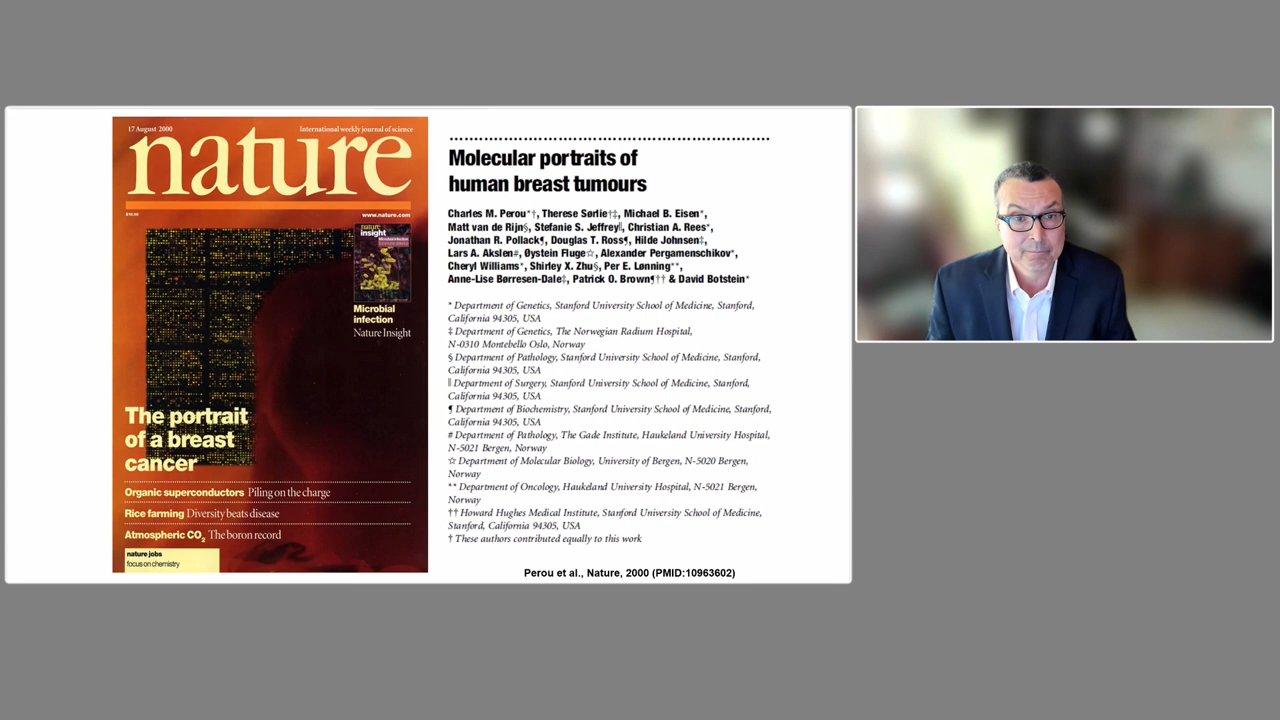 17 August 2000
International weekly journal of science
nature
$10.00
www.nature.com
nature
insight
Microbial
infection
Nature Insight
The portrait
of a breast
cancer
Organic superconductors Piling on the charge
Rice farming Diversity beats disease
Atmospheric CO2 The boron record
nature jobs
focus on chemistry
Molecular portraits of
human breast tumours
Charles M. Perou*†, Therese Sørlie†‡, Michael B. Eisen*,
Matt van de Rijn§, Stefanie S. Jeffrey‖, Christian A. Rees*,
Jonathan R. Pollack¶, Douglas T. Ross¶, Hilde Johnsen‡,
Lars A. Akslen#, Øystein Fluge☆, Alexander Pergamenschikov*,
Cheryl Williams*, Shirley X. Zhu§, Per E. Lønning**,
Anne-Lise Børresen-Dale‡, Patrick O. Brown¶†† & David Botstein*
* Department of Genetics, Stanford University School of Medicine, Stanford,
California 94305, USA
‡ Department of Genetics, The Norwegian Radium Hospital,
N-0310 Montebello Oslo, Norway
§ Department of Pathology, Stanford University School of Medicine, Stanford,
California 94305, USA
‖ Department of Surgery, Stanford University School of Medicine, Stanford,
California 94305, USA
¶ Department of Biochemistry, Stanford University School of Medicine, Stanford,
California 94305, USA
# Department of Pathology, The Gade Institute, Haukeland University Hospital,
N-5021 Bergen, Norway
☆ Department of Molecular Biology, University of Bergen, N-5020 Bergen,
Norway
** Department of Oncology, Haukeland University Hospital, N-5021 Bergen,
Norway
†† Howard Hughes Medical Institute, Stanford University School of Medicine,
Stanford, California 94305, USA
† These authors contributed equally to this work
Perou et al., Nature, 2000 (PMID:10963602)